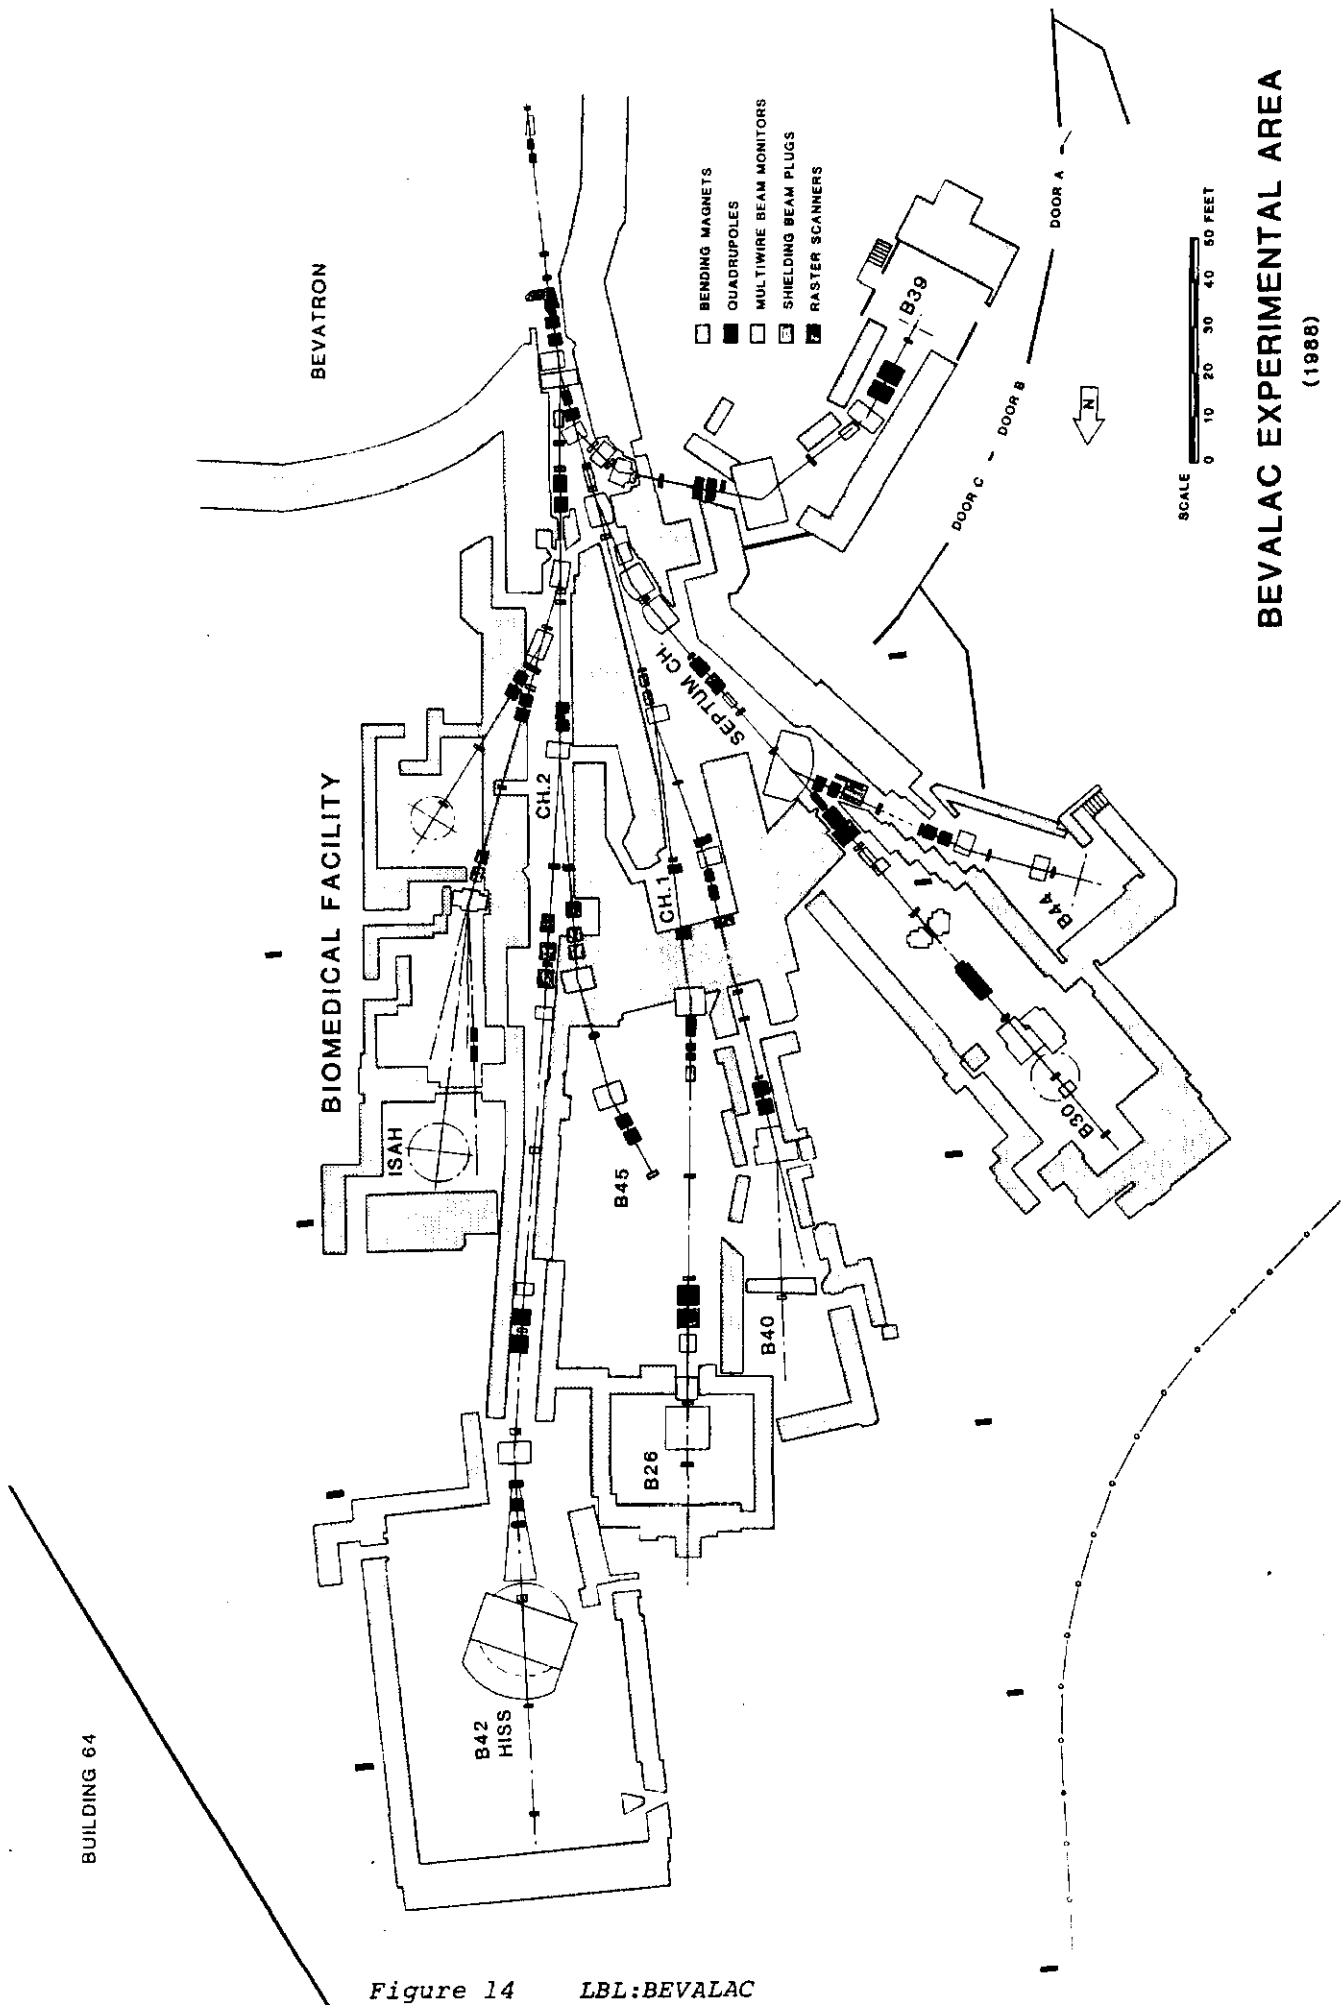 BEVATRON
BENDING MAGNETS
QUADRUPOLES
MULTIWIRE BEAM MONITORS
SHIELDING BEAM PLUGS
RASTER SCANNERS
B39
DOOR A
DOOR B
DOOR C
N
SCALE
0 10 20 30 40 50 FEET
BEVALAC EXPERIMENTAL AREA
(1988)
BIOMEDICAL FACILITY
CH.2
SEPTUM CH.
CH.1
ISAH
B45
B44
B30
B40
B26
B42
HISS
BUILDING 64
Figure 14 LBL:BEVALAC